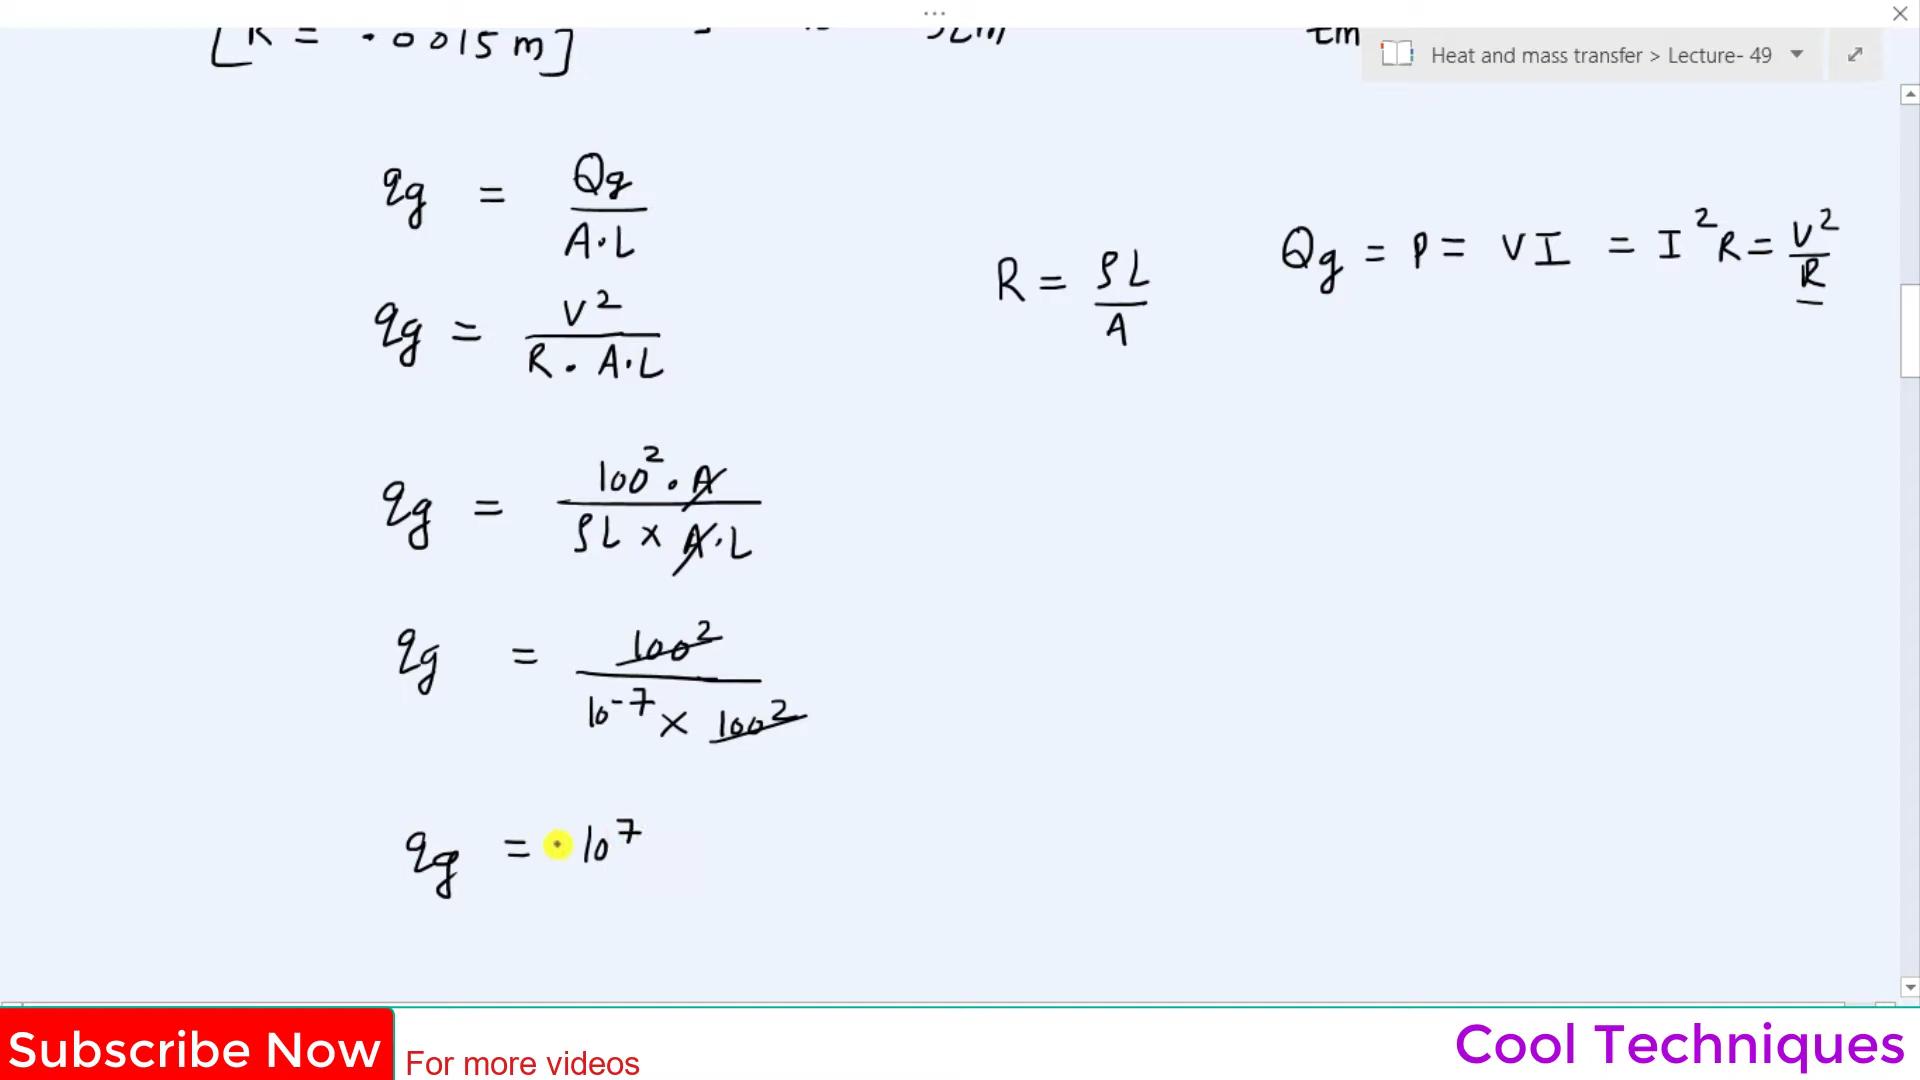 ...
[R = .0015 m]
Heat and mass transfer > Lecture- 49
qg = Qg / A·L
R = ρL / A
Qg = P = VI = I²R = V² / R
qg = V² / R · A·L
qg = 100² · A / ρL × A·L
qg = 100² / 10⁻⁷ × 100²
qg = 10⁷
Subscribe Now
For more videos
Cool Techniques